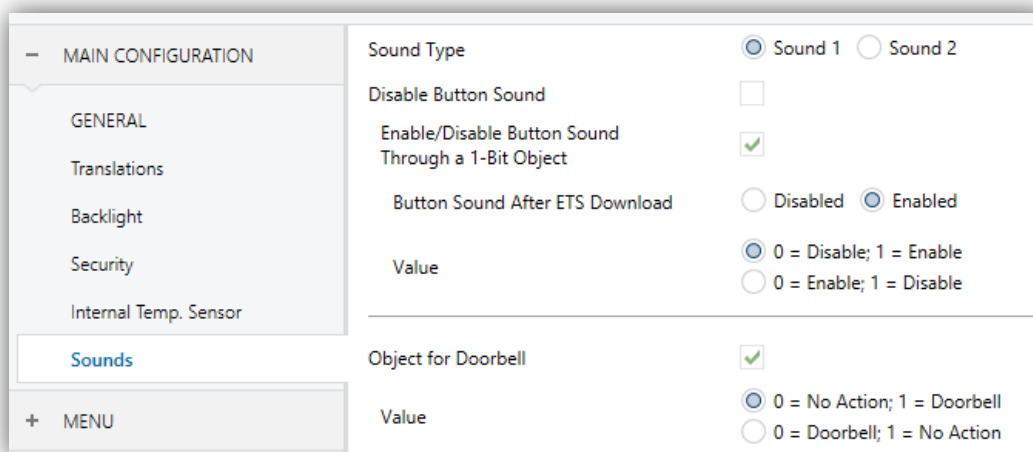 MAIN CONFIGURATION
GENERAL
Translations
Backlight
Security
Internal Temp. Sensor
Sounds
MENU
Sound Type
Sound 1 Sound 2
Disable Button Sound
Enable/Disable Button Sound
Through a 1-Bit Object
Button Sound After ETS Download
Disabled Enabled
Value
0 = Disable; 1 = Enable
0 = Enable; 1 = Disable
Object for Doorbell
Value
0 = No Action; 1 = Doorbell
0 = Doorbell; 1 = No Action